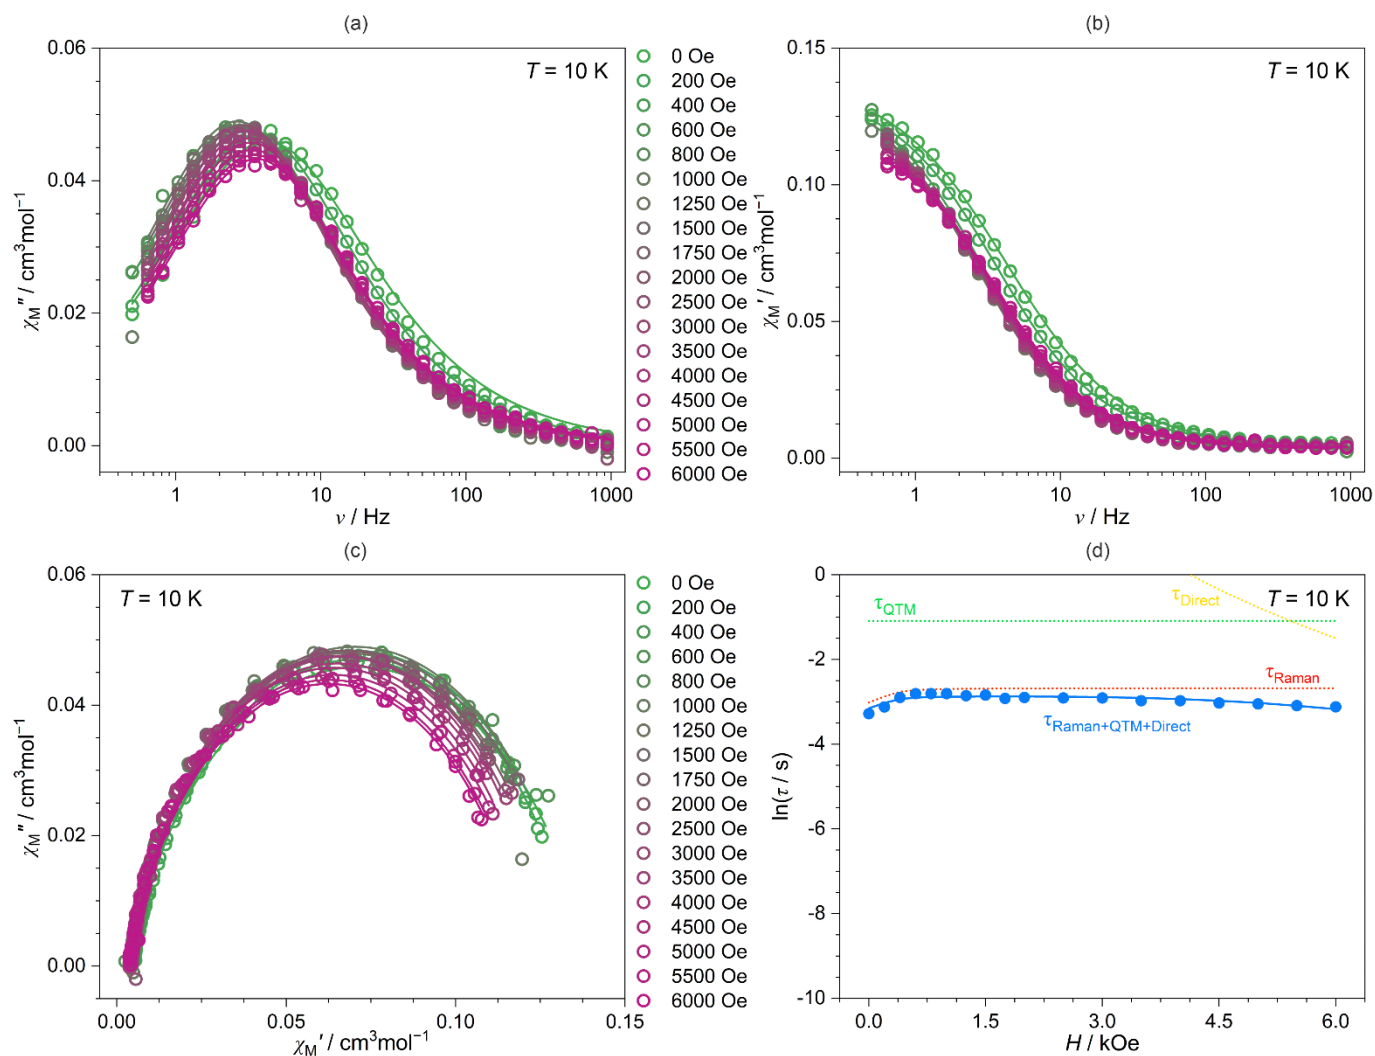 (a)
0.06
0.04
0.02
0.00
χM″ / cm³mol⁻¹
T = 10 K
1
10
100
1000
ν / Hz
0 Oe
200 Oe
400 Oe
600 Oe
800 Oe
1000 Oe
1250 Oe
1500 Oe
1750 Oe
2000 Oe
2500 Oe
3000 Oe
3500 Oe
4000 Oe
4500 Oe
5000 Oe
5500 Oe
6000 Oe
(b)
0.15
0.10
0.05
0.00
χM′ / cm³mol⁻¹
T = 10 K
1
10
100
1000
ν / Hz
(c)
0.06
0.04
0.02
0.00
χM″ / cm³mol⁻¹
T = 10 K
0.00
0.05
0.10
0.15
χM′ / cm³mol⁻¹
0 Oe
200 Oe
400 Oe
600 Oe
800 Oe
1000 Oe
1250 Oe
1500 Oe
1750 Oe
2000 Oe
2500 Oe
3000 Oe
3500 Oe
4000 Oe
4500 Oe
5000 Oe
5500 Oe
6000 Oe
(d)
0
-2
-4
-6
-8
-10
ln(τ / s)
T = 10 K
τQTM
τDirect
τRaman
τRaman+QTM+Direct
0.0
1.5
3.0
4.5
6.0
H / kOe